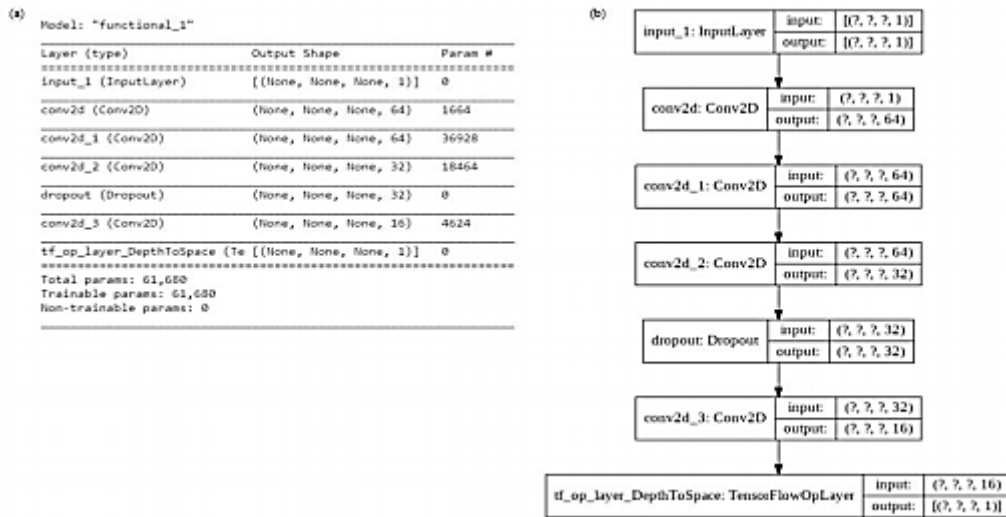 (a)
Model: "functional_1"
Layer (type) Output Shape Param #
input_1 (InputLayer) [(None, None, None, 1)] 0
conv2d (Conv2D) (None, None, None, 64) 1664
conv2d_1 (Conv2D) (None, None, None, 64) 36928
conv2d_2 (Conv2D) (None, None, None, 32) 18464
dropout (Dropout) (None, None, None, 32) 0
conv2d_3 (Conv2D) (None, None, None, 16) 4624
tf_op_layer_DepthToSpace (Te [(None, None, None, 1)] 0
Total params: 61,680
Trainable params: 61,680
Non-trainable params: 0
(b)
input_1: InputLayer
input: [(?, ?, ?, 1)]
output: [(?, ?, ?, 1)]
conv2d: Conv2D
input: (?, ?, ?, 1)
output: (?, ?, ?, 64)
conv2d_1: Conv2D
input: (?, ?, ?, 64)
output: (?, ?, ?, 64)
conv2d_2: Conv2D
input: (?, ?, ?, 64)
output: (?, ?, ?, 32)
dropout: Dropout
input: (?, ?, ?, 32)
output: (?, ?, ?, 32)
conv2d_3: Conv2D
input: (?, ?, ?, 32)
output: (?, ?, ?, 16)
tf_op_layer_DepthToSpace: TensorFlowOpLayer
input: (?, ?, ?, 16)
output: [(?, ?, ?, 1)]